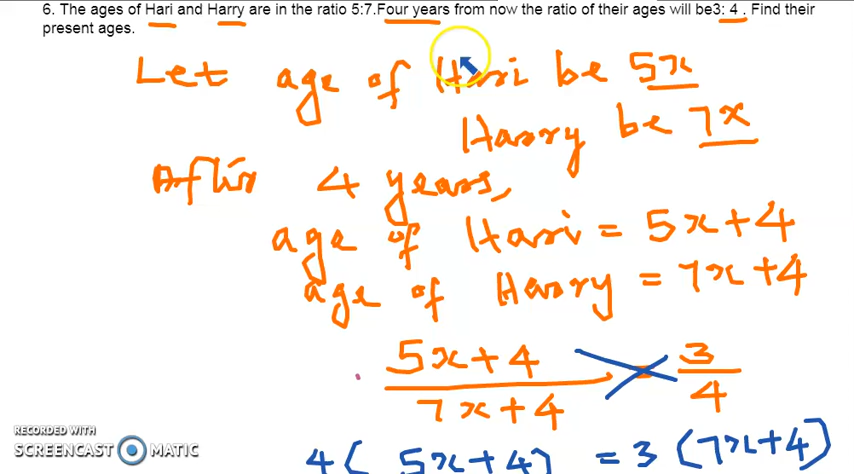 6. The ages of Hari and Harry are in the ratio 5:7.Four years from now the ratio of their ages will be3: 4 . Find their
present ages.
Let age of Hari be 5x
Harry be 7x
After 4 years,
age of Hari = 5x+4
age of Harry = 7x+4
5x+4 = 3
7x+4 4
4( 5x+4) = 3 (7x+4)
RECORDED WITH
SCREENCAST MATIC